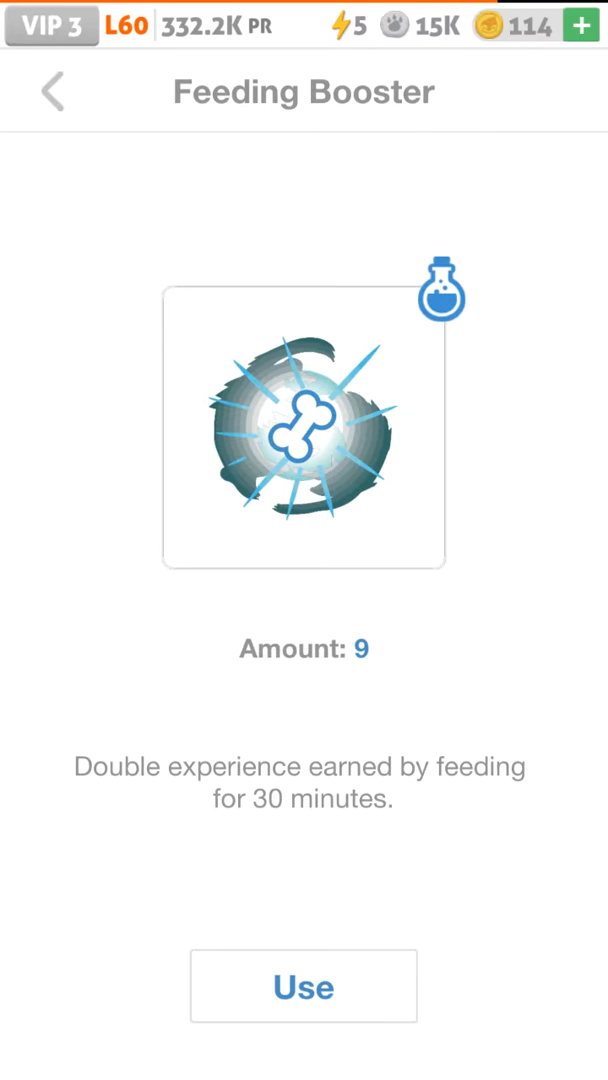 VIP 3 L60 332.2K PR 5 15K 114 +
Feeding Booster
Amount: 9
Double experience earned by feeding
for 30 minutes.
Use